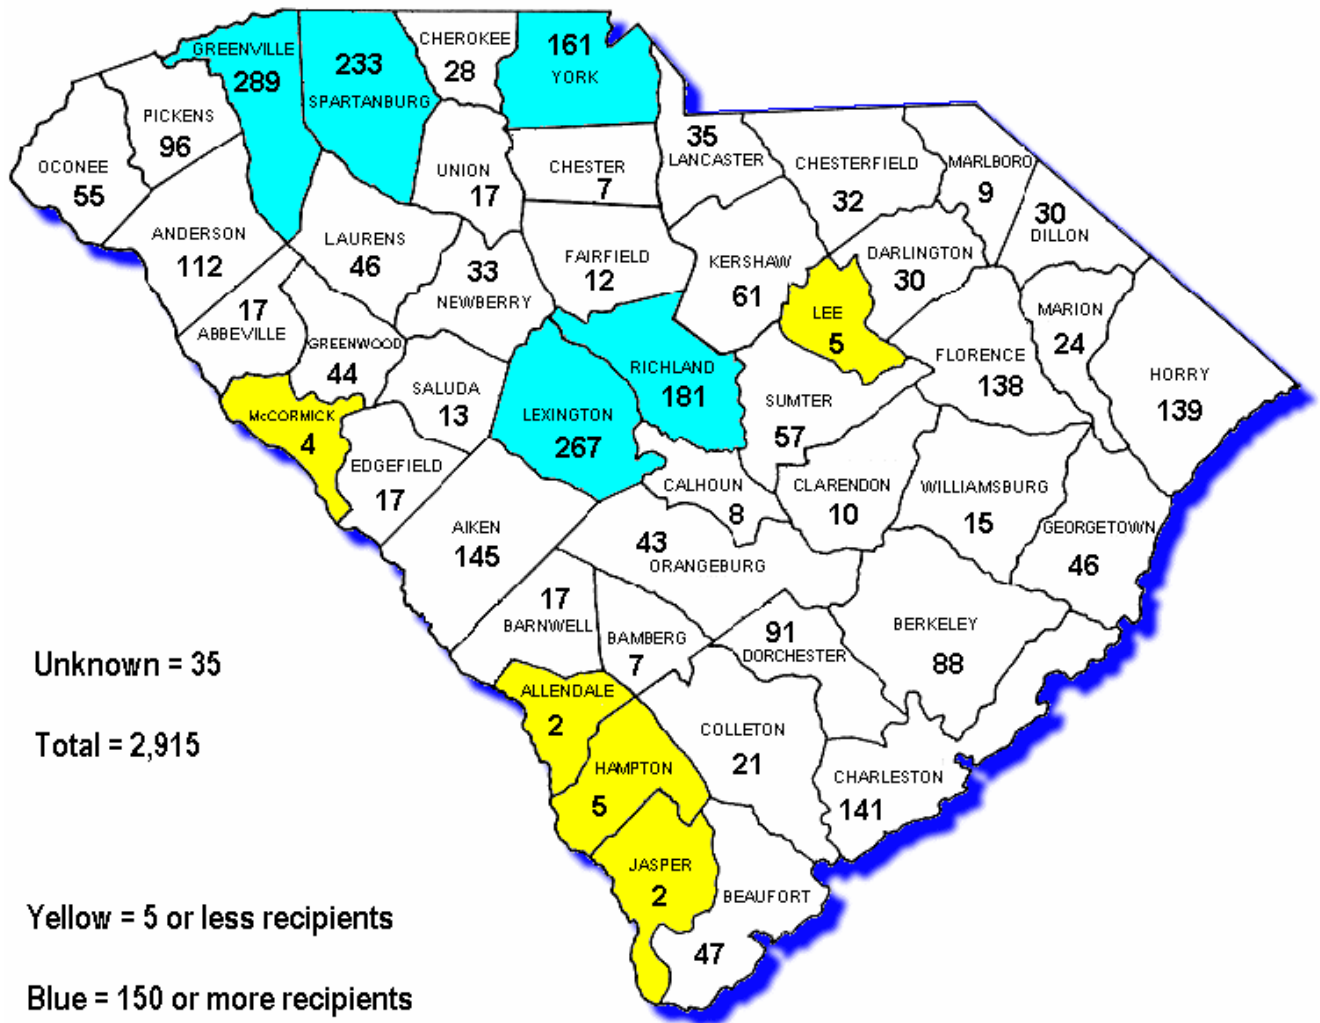 GREENVILLE
289
233
SPARTANBURG
CHEROKEE
28
161
YORK
PICKENS
96
OCONEE
55
UNION
17
CHESTER
7
35
LANCASTER
CHESTERFIELD
32
MARLBORO
9
30
DILLON
ANDERSON
112
LAURENS
46
33
NEWBERRY
FAIRFIELD
12
KERSHAW
61
DARLINGTON
30
LEE
5
MARION
24
17
ABBEVILLE
GREENWOOD
44
SALUDA
13
RICHLAND
181
FLORENCE
138
HORRY
139
McCORMICK
4
LEXINGTON
267
SUMTER
57
EDGEFIELD
17
CALHOUN
8
CLARENDON
10
WILLIAMSBURG
15
GEORGETOWN
46
AIKEN
145
43
ORANGEBURG
17
BARNWELL
BAMBERG
7
91
DORCHESTER
BERKELEY
88
Unknown = 35
ALLENDALE
2
Total = 2,915
COLLETON
21
HAMPTON
5
CHARLESTON
141
JASPER
2
BEAUFORT
47
Yellow = 5 or less recipients
Blue = 150 or more recipients